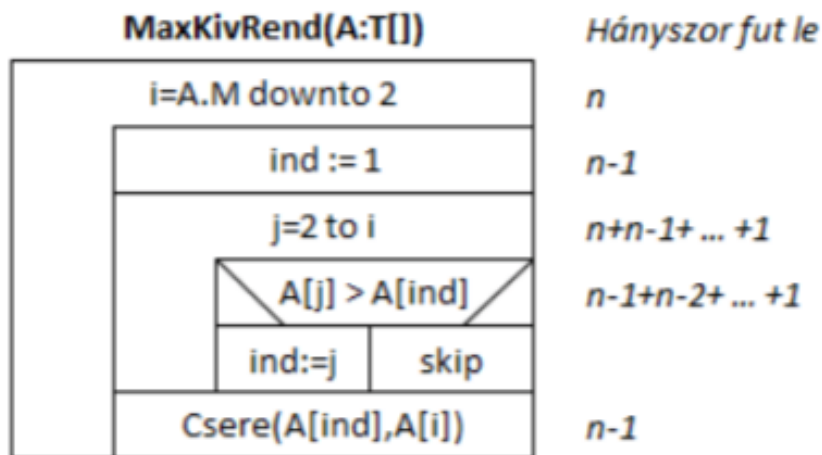 MaxKivRend(A:T[]) Hányszor fut le
i=A.M downto 2 n
ind := 1 n-1
j=2 to i n+n-1+ ... +1
A[j] > A[ind] n-1+n-2+ ... +1
ind:=j skip
Csere(A[ind],A[i]) n-1